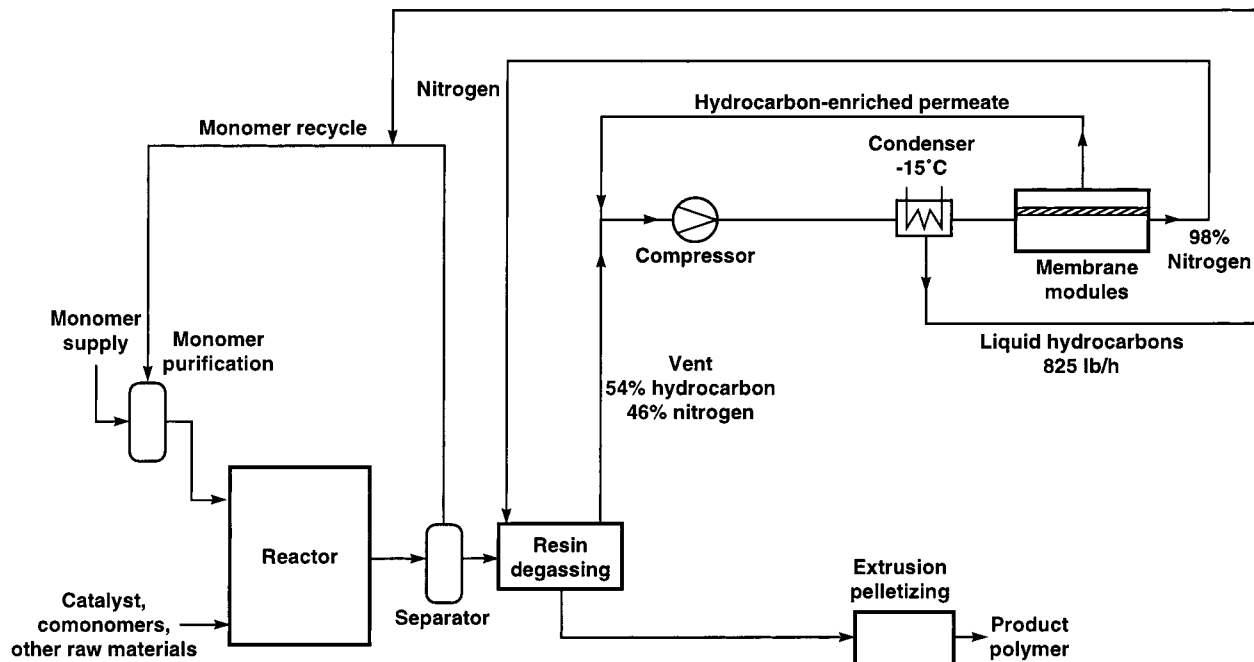 Nitrogen
Hydrocarbon-enriched permeate
Monomer recycle
Condenser
-15˚C
Compressor
Membrane
modules
98%
Nitrogen
Liquid hydrocarbons
825 lb/h
Monomer
supply
Monomer
purification
Vent
54% hydrocarbon
46% nitrogen
Reactor
Resin
degassing
Separator
Catalyst,
comonomers,
other raw materials
Extrusion
pelletizing
Product
polymer